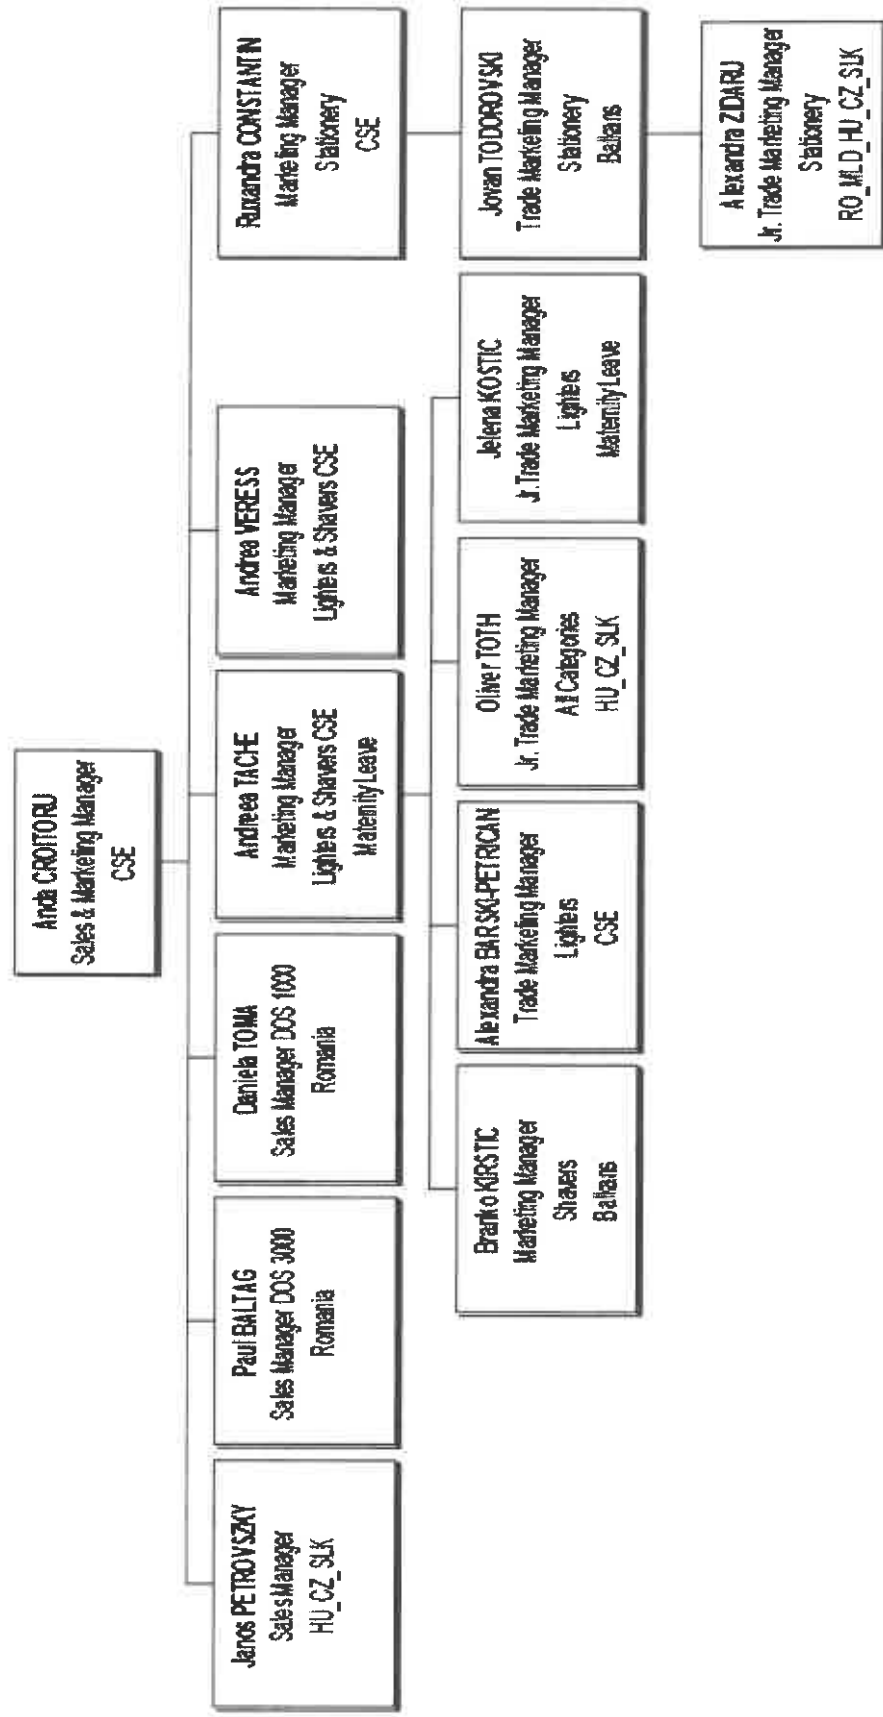 Anda CROITORU
Sales & Marketing Manager
CSE
Janos PETROVSZKY
Sales Manager
HU_CZ_SLK
Paul BALTAG
Sales Manager DOS 3000
Romania
Daniela TOMA
Sales Manager DOS 1000
Romania
Andreea TACHE
Marketing Manager
Lighters & Shavers CSE
Maternity Leave
Andrea VERESS
Marketing Manager
Lighters & Shavers CSE
Ruxandra CONSTANTIN
Marketing Manager
Stationery
CSE
Branko KIRSTIC
Marketing Manager
Shavers
Balkans
Alexandra BARSKI-PETRICAN
Trade Marketing Manager
Lighters
CSE
Oliver TOTH
Jr. Trade Marketing Manager
All Categories
HU_CZ_SLK
Jelena KOSTIC
Jr. Trade Marketing Manager
Lighters
Maternity Leave
Jovan TODOROVSKI
Trade Marketing Manager
Stationery
Balkans
Alexandra ZIDARU
Jr. Trade Marketing Manager
Stationery
RO_MLD_HU_CZ_SLK